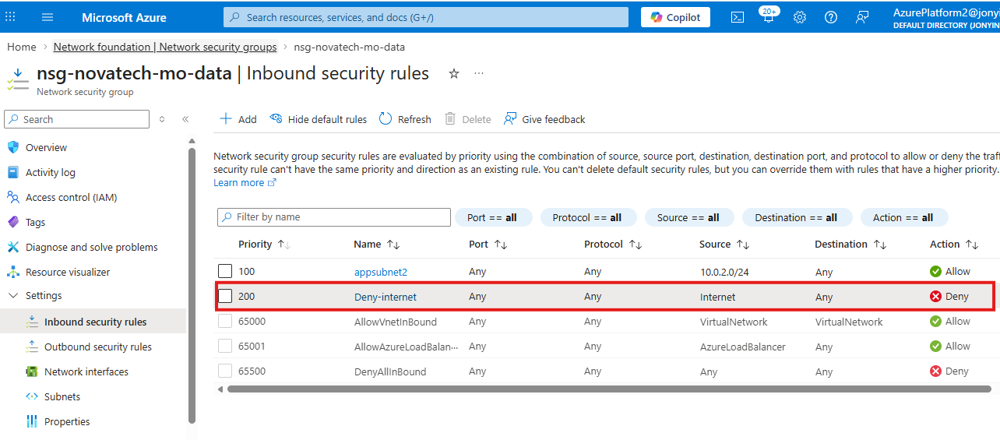 Microsoft Azure
Search resources, services, and docs (G+/)
Copilot
20+
AzurePlatform2@jonyi
DEFAULT DIRECTORY (JONYIN
Home > Network foundation | Network security groups > nsg-novatech-mo-data
nsg-novatech-mo-data | Inbound security rules
Network security group
Search
Add Hide default rules Refresh Delete Give feedback
Overview
Activity log
Access control (IAM)
Tags
Diagnose and solve problems
Resource visualizer
Settings
Inbound security rules
Outbound security rules
Network interfaces
Subnets
Properties
Network security group security rules are evaluated by priority using the combination of source, source port, destination, destination port, and protocol to allow or deny the traff
security rule can't have the same priority and direction as an existing rule. You can't delete default security rules, but you can override them with rules that have a higher priority.
Learn more
Filter by name
Port == all Protocol == all Source == all Destination == all Action == all
Priority Name Port Protocol Source Destination Action
100 appsubnet2 Any Any 10.0.2.0/24 Any Allow
200 Deny-internet Any Any Internet Any Deny
65000 AllowVnetInBound Any Any VirtualNetwork VirtualNetwork Allow
65001 AllowAzureLoadBalan... Any Any AzureLoadBalancer Any Allow
65500 DenyAllInBound Any Any Any Any Deny